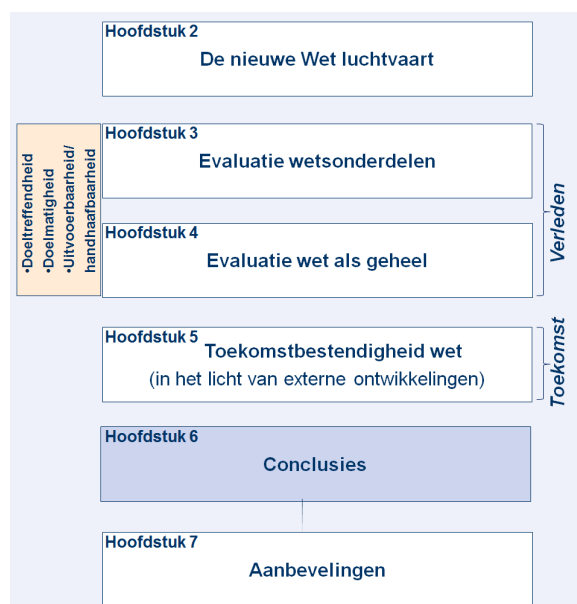 Hoofdstuk 2
De nieuwe Wet luchtvaart
Hoofdstuk 3
Evaluatie wetsonderdelen
•Doeltreffendheid
•Doelmatigheid
•Uitvooerbaarheid/
handhaafbaarheid
Hoofdstuk 4
Evaluatie wet als geheel
Verleden
Hoofdstuk 5
Toekomstbestendigheid wet
(in het licht van externe ontwikkelingen)
Toekomst
Hoofdstuk 6
Conclusies
Hoofdstuk 7
Aanbevelingen